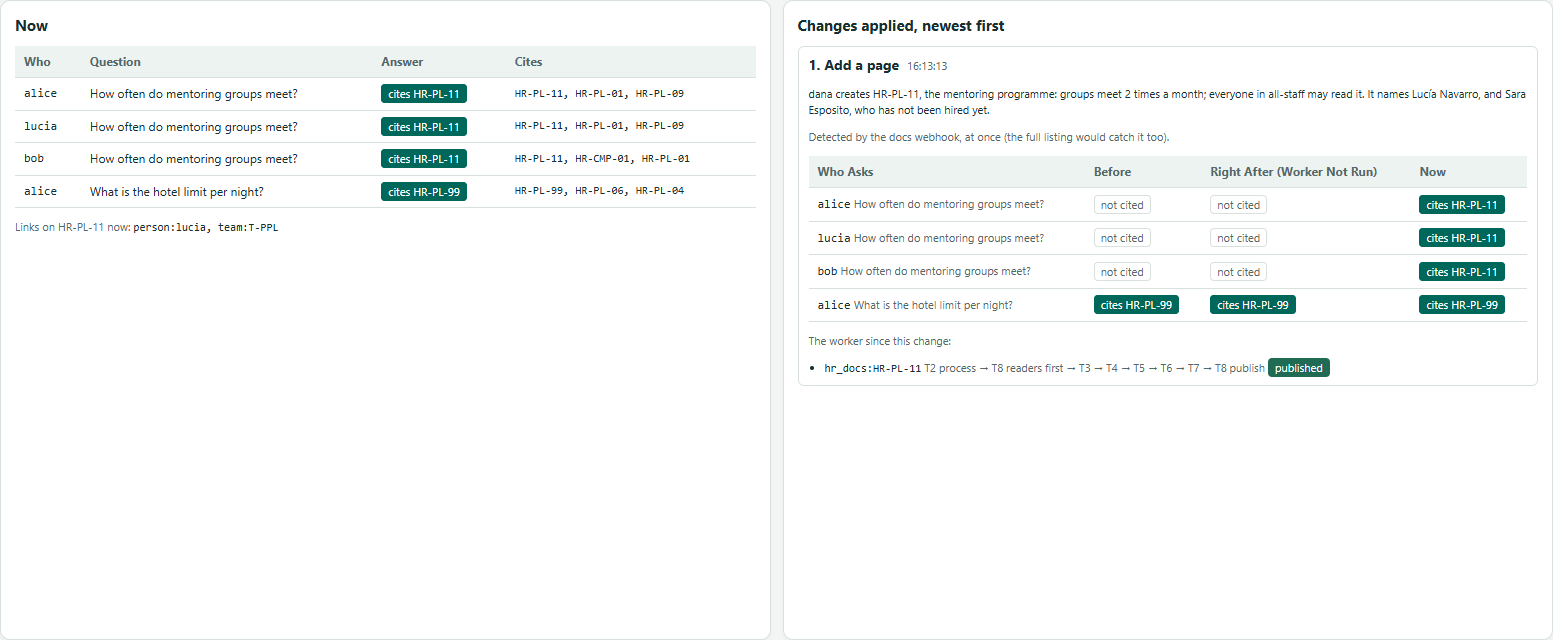 Now
Who Question Answer Cites
alice How often do mentoring groups meet? cites HR-PL-11 HR-PL-11, HR-PL-01, HR-PL-09
lucia How often do mentoring groups meet? cites HR-PL-11 HR-PL-11, HR-PL-01, HR-PL-09
bob How often do mentoring groups meet? cites HR-PL-11 HR-PL-11, HR-CMP-01, HR-PL-01
alice What is the hotel limit per night? cites HR-PL-99 HR-PL-99, HR-PL-06, HR-PL-04
Links on HR-PL-11 now: person:lucia, team:T-PPL
Changes applied, newest first
1. Add a page 16:13:13
dana creates HR-PL-11, the mentoring programme: groups meet 2 times a month; everyone in all-staff may read it. It names Lucía Navarro, and Sara
Esposito, who has not been hired yet.
Detected by the docs webhook, at once (the full listing would catch it too).
Who Asks Before Right After (Worker Not Run) Now
alice How often do mentoring groups meet? not cited not cited cites HR-PL-11
lucia How often do mentoring groups meet? not cited not cited cites HR-PL-11
bob How often do mentoring groups meet? not cited not cited cites HR-PL-11
alice What is the hotel limit per night? cites HR-PL-99 cites HR-PL-99 cites HR-PL-99
The worker since this change:
• hr_docs:HR-PL-11 T2 process → T8 readers first → T3 → T4 → T5 → T6 → T7 → T8 publish published